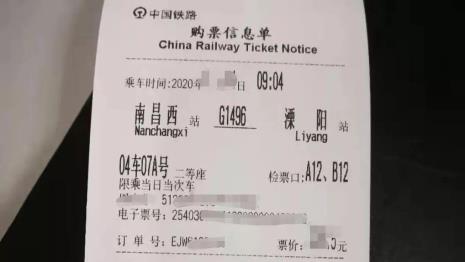 中国铁路
购票信息单
China Railway Ticket Notice
乘车时间:2020年 日 09:04
南昌西站 G1496 溧阳站
Nanchangxi Liyang
04车07A号 二等座 检票口:A12、B12
限乘当日当次车
电子票号:25403
订单号:EJW 票价: 元